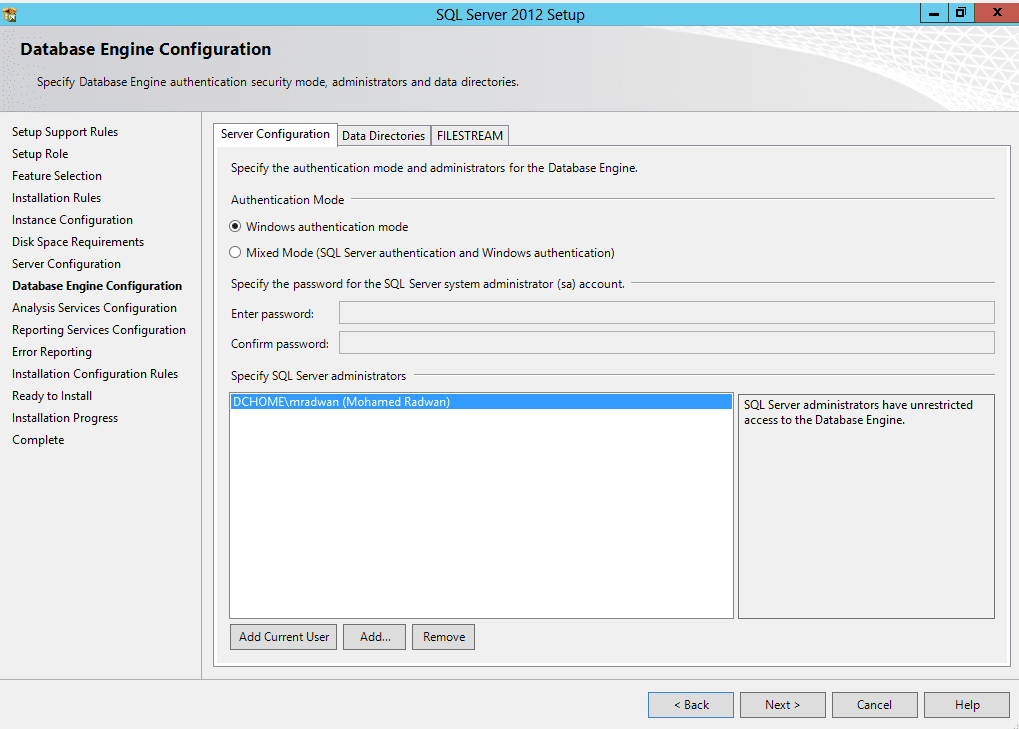 SQL Server 2012 Setup
Database Engine Configuration
Specify Database Engine authentication security mode, administrators and data directories.
Setup Support Rules
Setup Role
Feature Selection
Installation Rules
Instance Configuration
Disk Space Requirements
Server Configuration
Database Engine Configuration
Analysis Services Configuration
Reporting Services Configuration
Error Reporting
Installation Configuration Rules
Ready to Install
Installation Progress
Complete
Server Configuration Data Directories FILESTREAM
Specify the authentication mode and administrators for the Database Engine.
Authentication Mode
Windows authentication mode
Mixed Mode (SQL Server authentication and Windows authentication)
Specify the password for the SQL Server system administrator (sa) account.
Enter password:
Confirm password:
Specify SQL Server administrators
DCHOME\mradwan (Mohamed Radwan)
SQL Server administrators have unrestricted
access to the Database Engine.
Add Current User Add... Remove
< Back Next > Cancel Help